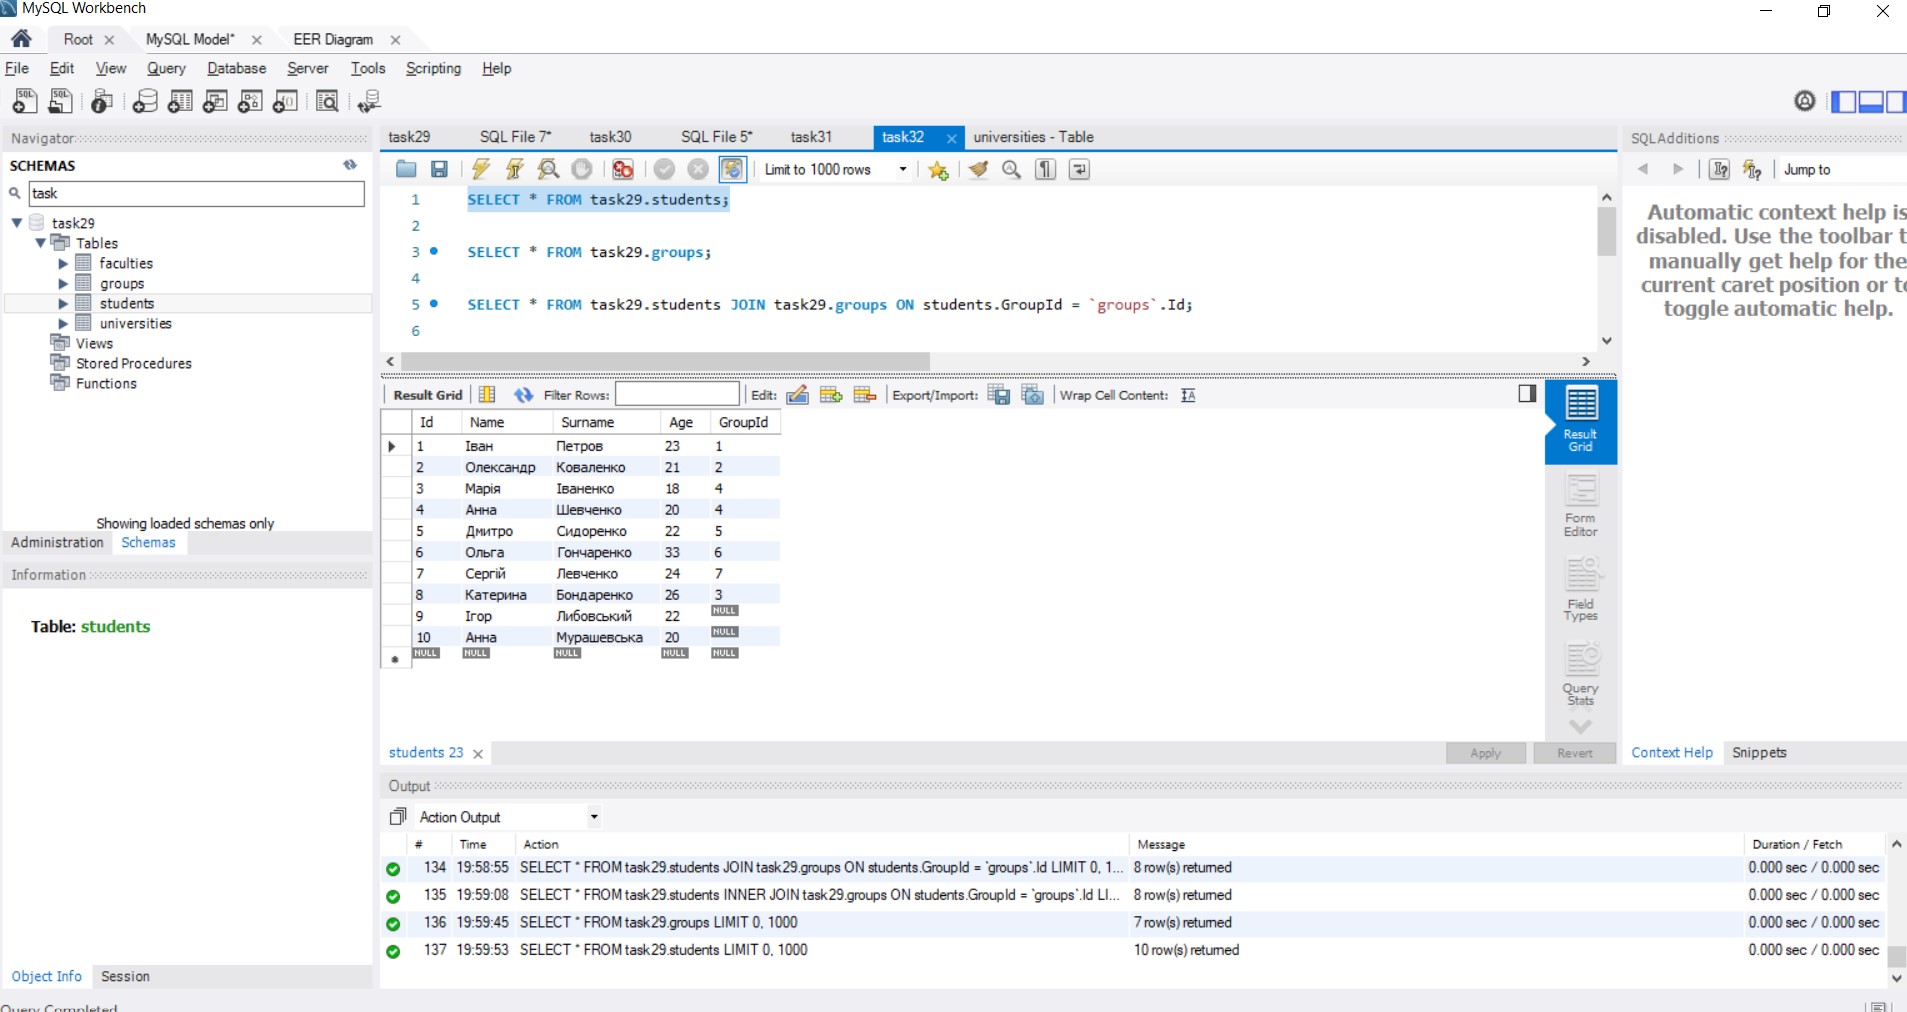 MySQL Workbench
Root MySQL Model* EER Diagram
File Edit View Query Database Server Tools Scripting Help
Navigator
SCHEMAS
task
task29
Tables
faculties
groups
students
universities
Views
Stored Procedures
Functions
Showing loaded schemas only
Administration Schemas
Information
Table: students
Object Info Session
Query Completed
task29 SQL File 7* task30 SQL File 5* task31 task32 universities - Table
Limit to 1000 rows
1 SELECT * FROM task29.students;
2
3 SELECT * FROM task29.groups;
4
5 SELECT * FROM task29.students JOIN task29.groups ON students.GroupId = `groups`.Id;
6
Result Grid Filter Rows: Edit: Export/Import: Wrap Cell Content:
Id Name Surname Age GroupId
1 Іван Петров 23 1
2 Олександр Коваленко 21 2
3 Марія Іваненко 18 4
4 Анна Шевченко 20 4
5 Дмитро Сидоренко 22 5
6 Ольга Гончаренко 33 6
7 Сергій Левченко 24 7
8 Катерина Бондаренко 26 3
9 Ігор Либовський 22 NULL
10 Анна Мурашевська 20 NULL
NULL NULL NULL NULL NULL
Result
Grid
Form
Editor
Field
Types
Query
Stats
students 23
Apply Revert
Output
Action Output
# Time Action Message Duration / Fetch
134 19:58:55 SELECT * FROM task29.students JOIN task29.groups ON students.GroupId = `groups`.Id LIMIT 0, 1... 8 row(s) returned 0.000 sec / 0.000 sec
135 19:59:08 SELECT * FROM task29.students INNER JOIN task29.groups ON students.GroupId = `groups`.Id LI... 8 row(s) returned 0.000 sec / 0.000 sec
136 19:59:45 SELECT * FROM task29.groups LIMIT 0, 1000 7 row(s) returned 0.000 sec / 0.000 sec
137 19:59:53 SELECT * FROM task29.students LIMIT 0, 1000 10 row(s) returned 0.000 sec / 0.000 sec
SQLAdditions
Jump to
Automatic context help is
disabled. Use the toolbar t
manually get help for the
current caret position or to
toggle automatic help.
Context Help Snippets